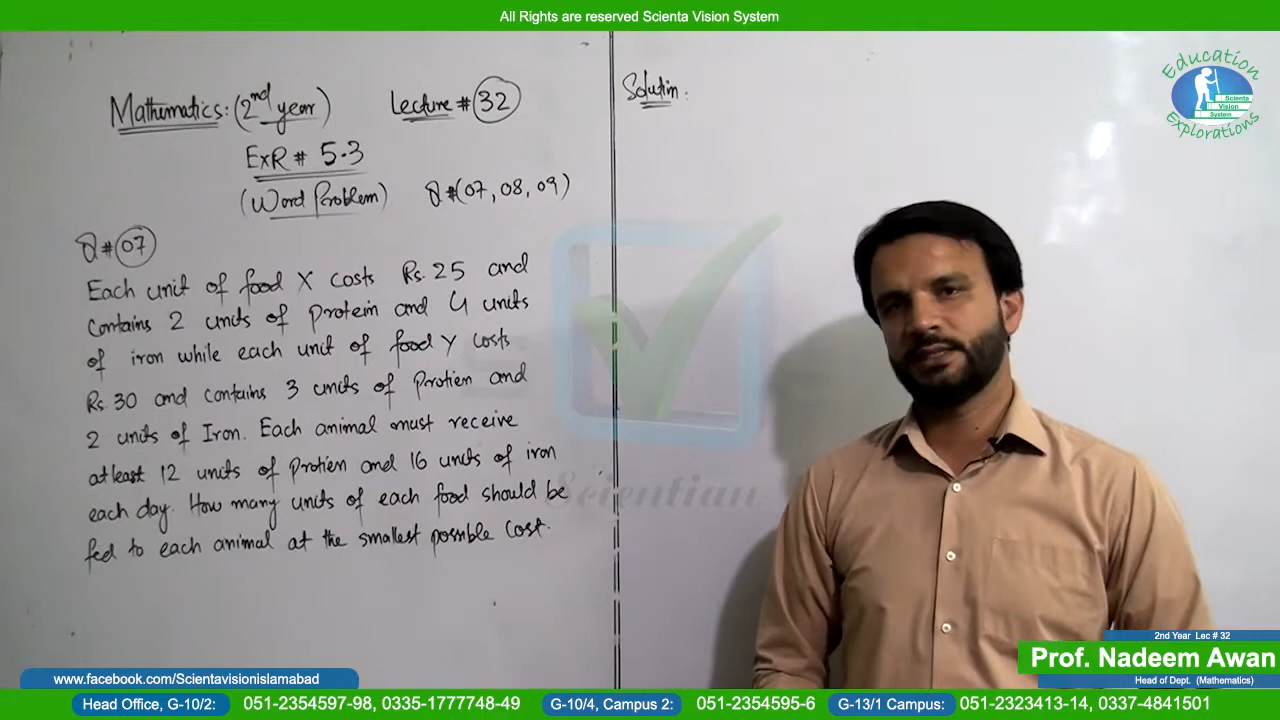 All Rights are reserved Scienta Vision System
Mathematics: (2nd year) Lecture # 32
ExR # 5.3
(Word Problem) Q#(07, 08, 09)
Q# 07
Each unit of food X costs Rs. 25 and
contains 2 units of protein and 4 units
of iron while each unit of food Y costs
Rs. 30 and contains 3 units of Protien and
2 units of Iron. Each animal must receive
atleast 12 units of Protien and 16 units of iron
each day. How many units of each food should be
fed to each animal at the smallest possible cost.
Solution:
Education
Scienta
Vision
System
Explorations
Scientian
2nd Year Lec # 32
Prof. Nadeem Awan
Head of Dept. (Mathematics)
www.facebook.com/Scientavisionislamabad
Head Office, G-10/2: 051-2354597-98, 0335-1777748-49 G-10/4, Campus 2: 051-2354595-6 G-13/1 Campus: 051-2323413-14, 0337-4841501